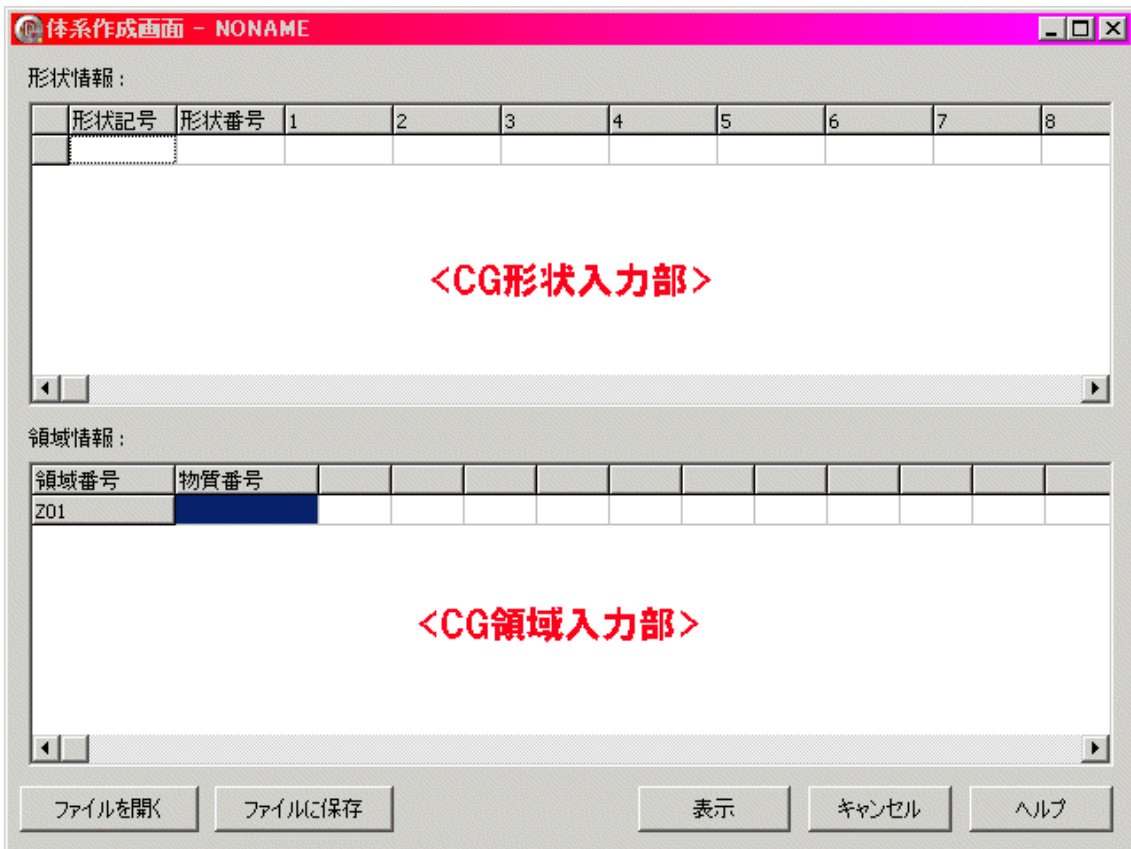 体系作成画面 - NONAME
形状情報：
形状記号 形状番号 1 2 3 4 5 6 7 8
<CG形状入力部>
領域情報：
領域番号 物質番号
Z01
<CG領域入力部>
ファイルを開く ファイルに保存 表示 キャンセル ヘルプ